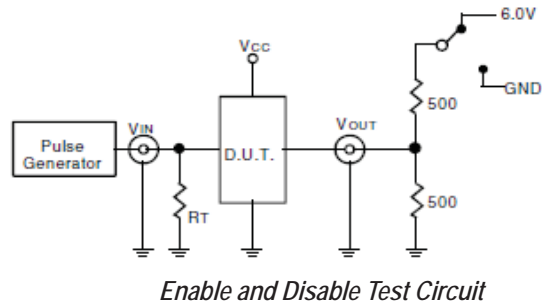 6.0V
VCC
GND
500
VIN
VOUT
Pulse
Generator
D.U.T.
RT
500
Enable and Disable Test Circuit